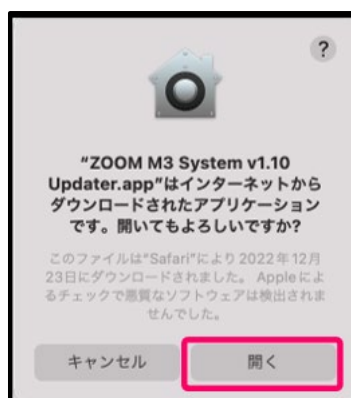 ?
“ZOOM M3 System v1.10
Updater.app”はインターネットから
ダウンロードされたアプリケーション
です。開いてもよろしいですか?
このファイルは“Safari”により2022年12月
23日にダウンロードされました。Appleによ
るチェックで悪質なソフトウェアは検出されま
せんでした。
キャンセル
開く